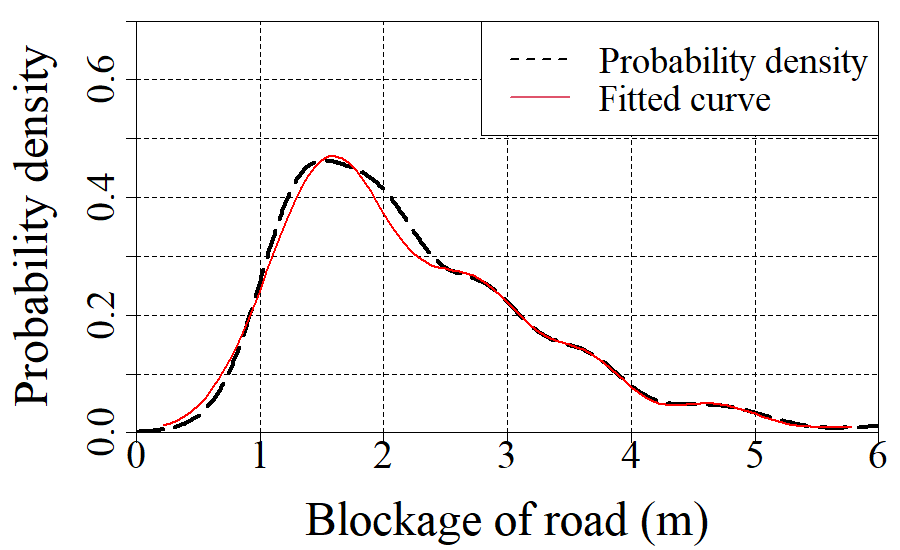 Probability density
Fitted curve
Probability density
0.6
0.4
0.2
0.0
0 1 2 3 4 5 6
Blockage of road (m)